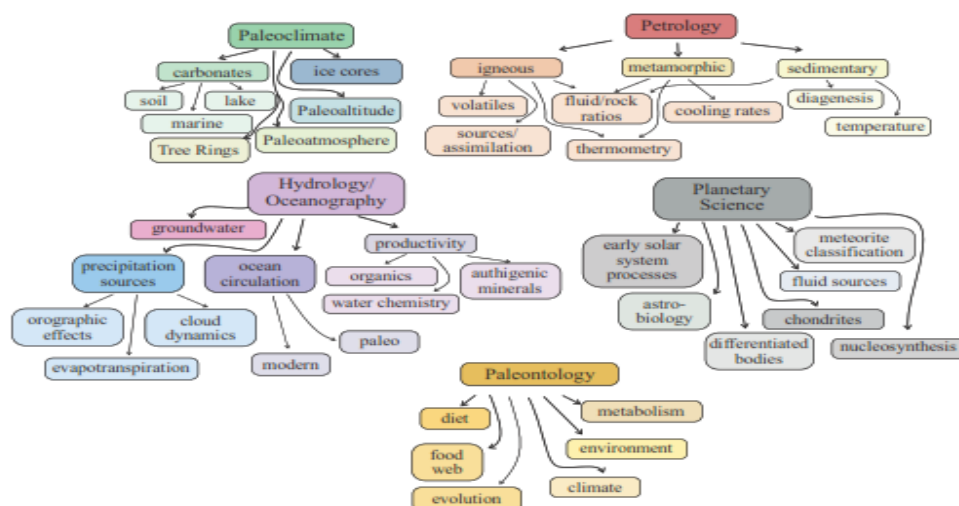 Paleoclimate
carbonates
ice cores
soil
lake
marine
Paleoaltitude
Tree Rings
Paleoatmosphere
Petrology
igneous
metamorphic
sedimentary
volatiles
fluid/rock
ratios
cooling rates
diagenesis
sources/
assimilation
thermometry
temperature
Hydrology/
Oceanography
groundwater
precipitation
sources
ocean
circulation
productivity
organics
authigenic
minerals
water chemistry
orographic
effects
cloud
dynamics
evapotranspiration
modern
paleo
Planetary
Science
early solar
system
processes
meteorite
classification
fluid sources
astro-
biology
chondrites
differentiated
bodies
nucleosynthesis
Paleontology
diet
metabolism
food
web
environment
evolution
climate